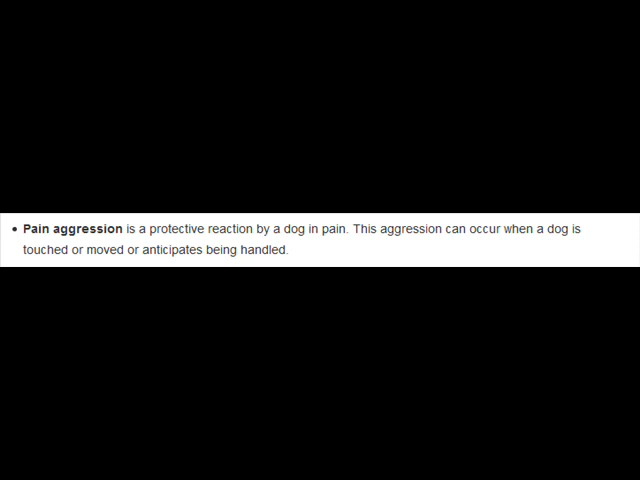 • Pain aggression is a protective reaction by a dog in pain. This aggression can occur when a dog is
touched or moved or anticipates being handled.